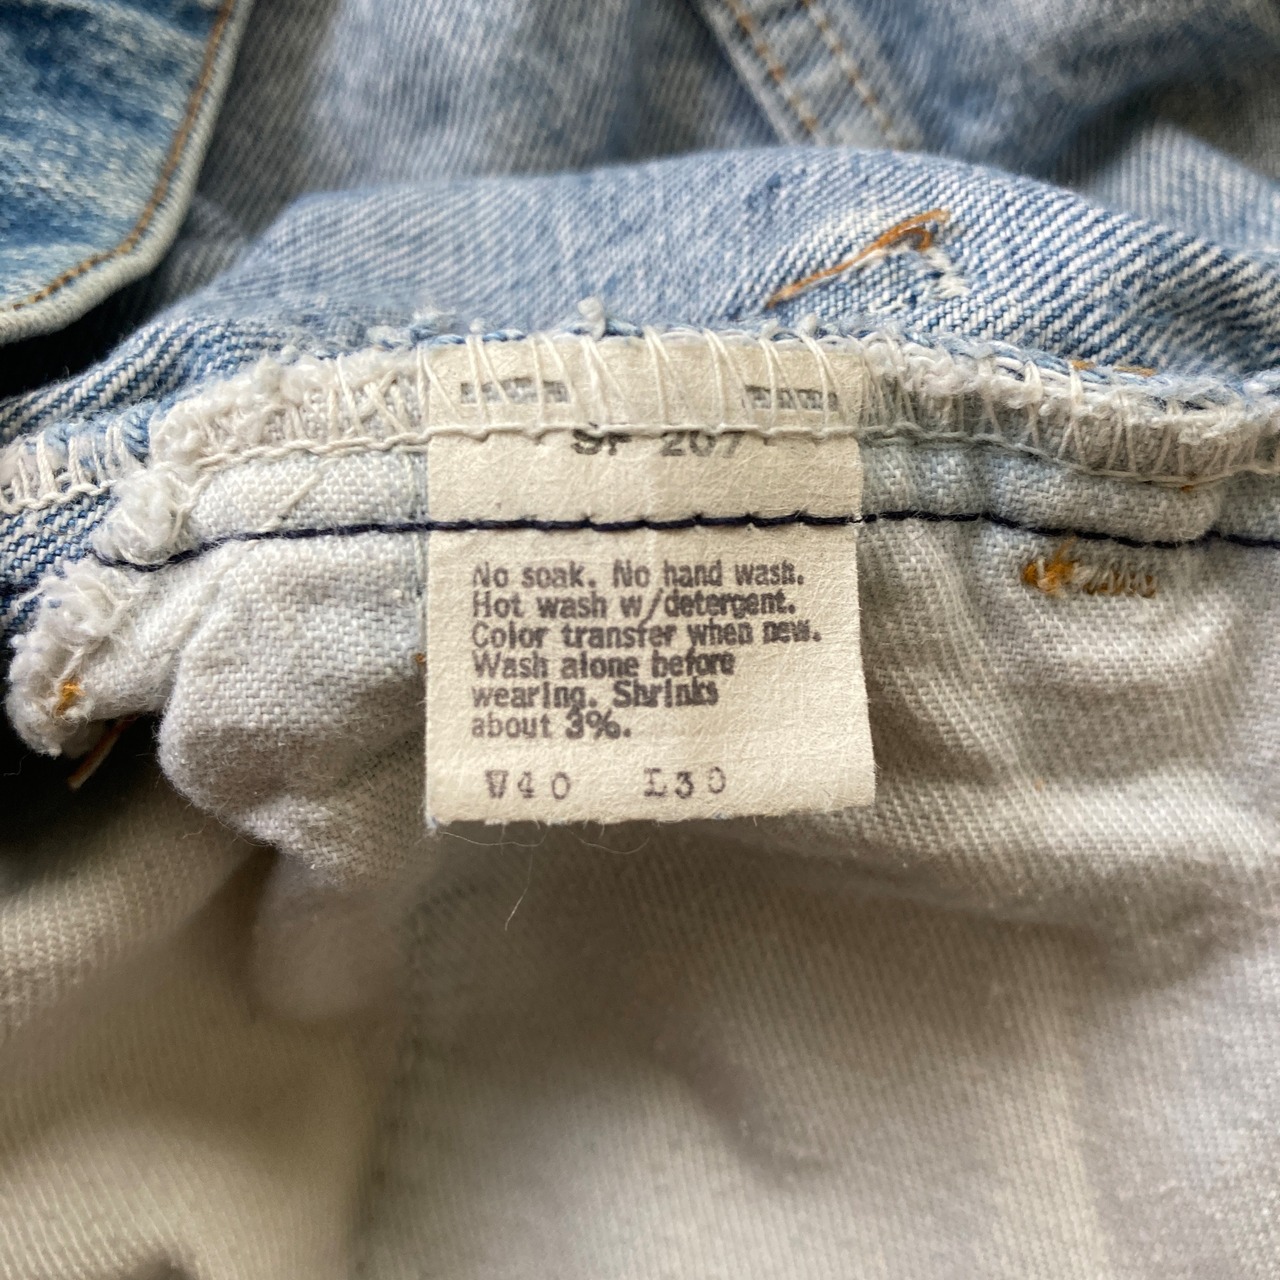 SF 207
No soak. No hand wash.
Hot wash w/detergent.
Color transfer when new.
Wash alone before
wearing. Shrinks
about 3%.
W40 L30